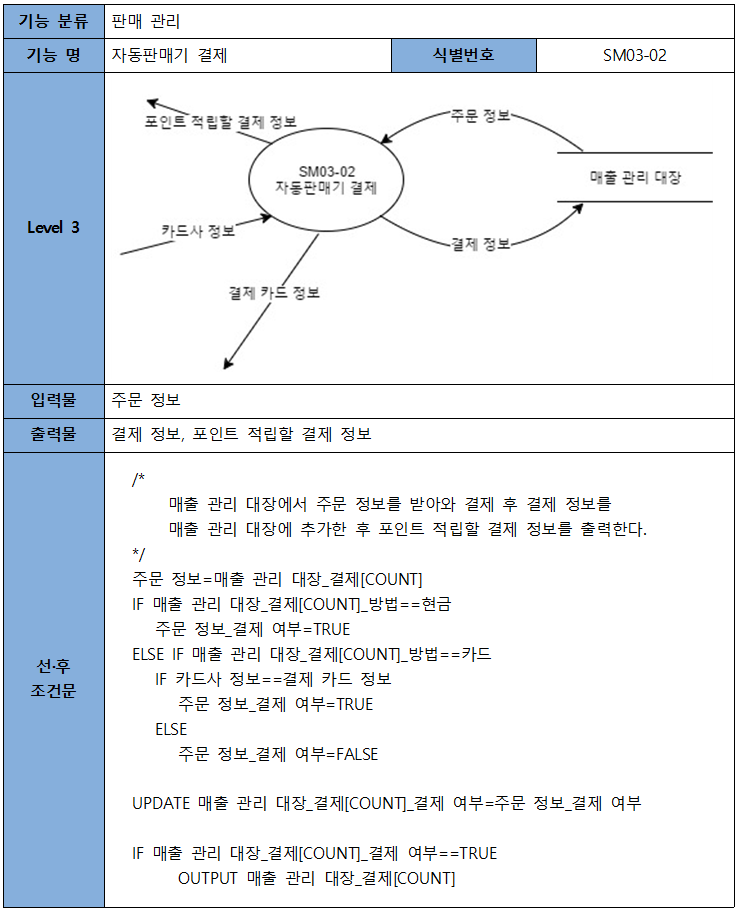 기능 분류 판매 관리
기능 명 자동판매기 결제 식별번호 SM03-02
Level 3
포인트 적립할 결제 정보
주문 정보
SM03-02
자동판매기 결제
매출 관리 대장
카드사 정보
결제 정보
결제 카드 정보
입력물 주문 정보
출력물 결제 정보, 포인트 적립할 결제 정보
선·후
조건문
/*
매출 관리 대장에서 주문 정보를 받아와 결제 후 결제 정보를
매출 관리 대장에 추가한 후 포인트 적립할 결제 정보를 출력한다.
*/
주문 정보=매출 관리 대장_결제[COUNT]
IF 매출 관리 대장_결제[COUNT]_방법==현금
주문 정보_결제 여부=TRUE
ELSE IF 매출 관리 대장_결제[COUNT]_방법==카드
IF 카드사 정보==결제 카드 정보
주문 정보_결제 여부=TRUE
ELSE
주문 정보_결제 여부=FALSE
UPDATE 매출 관리 대장_결제[COUNT]_결제 여부=주문 정보_결제 여부
IF 매출 관리 대장_결제[COUNT]_결제 여부==TRUE
OUTPUT 매출 관리 대장_결제[COUNT]